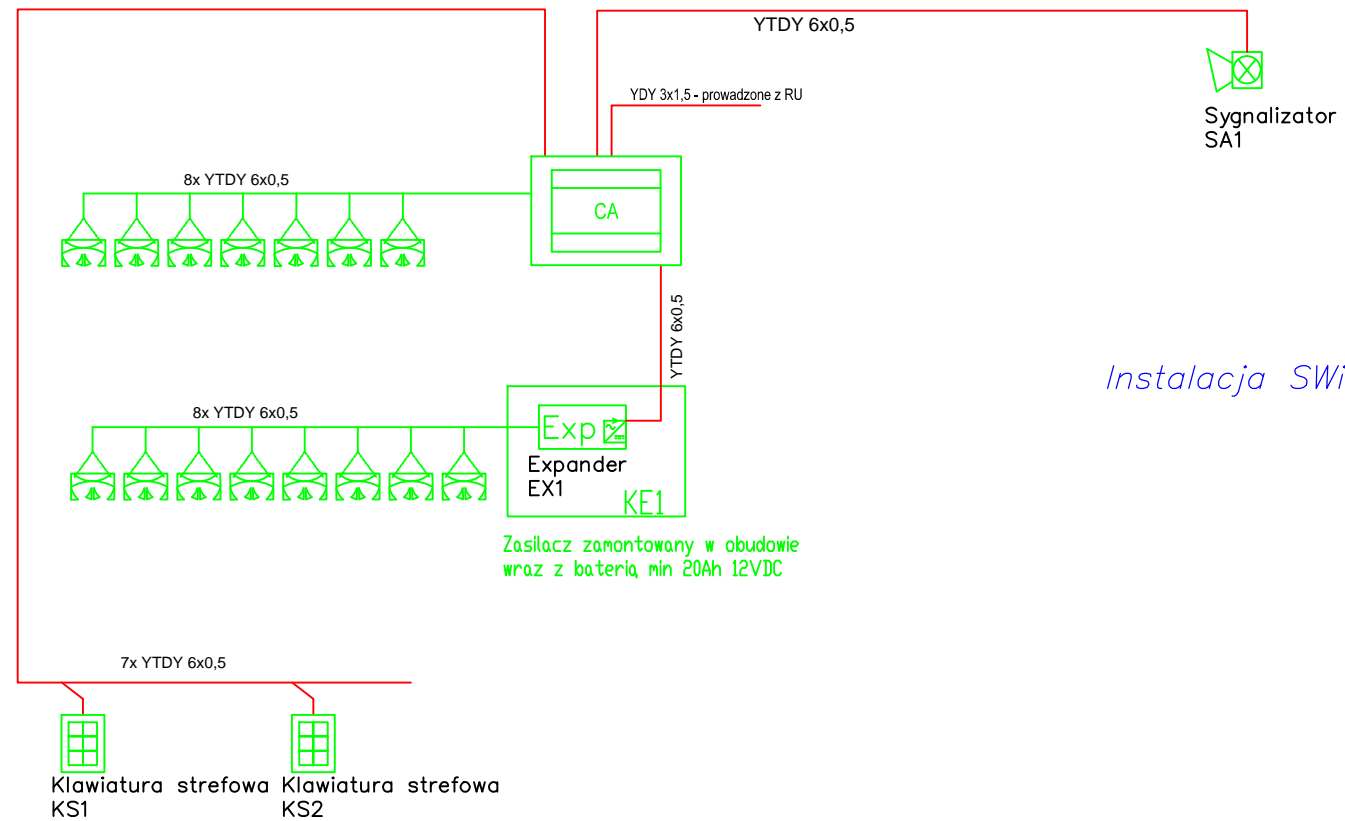 YTDY 6x0,5
YDY 3x1,5 - prowadzone z RU
Sygnalizator
SA1
8x YTDY 6x0,5
CA
YTDY 6x0,5
Instalacja SWi
8x YTDY 6x0,5
Exp
Expander
EX1
KE1
Zasilacz zamontowany w obudowie
wraz z baterią min 20Ah 12VDC
7x YTDY 6x0,5
Klawiatura strefowa
KS1
Klawiatura strefowa
KS2